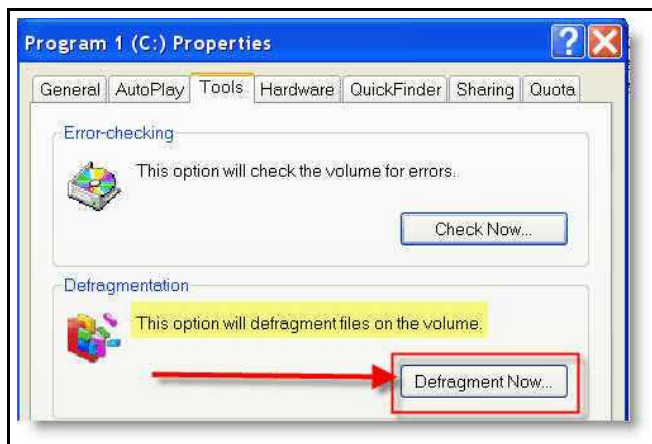 Program 1 (C:) Properties
General AutoPlay Tools Hardware QuickFinder Sharing Quota
Error-checking
This option will check the volume for errors.
Check Now...
Defragmentation
This option will defragment files on the volume.
Defragment Now...